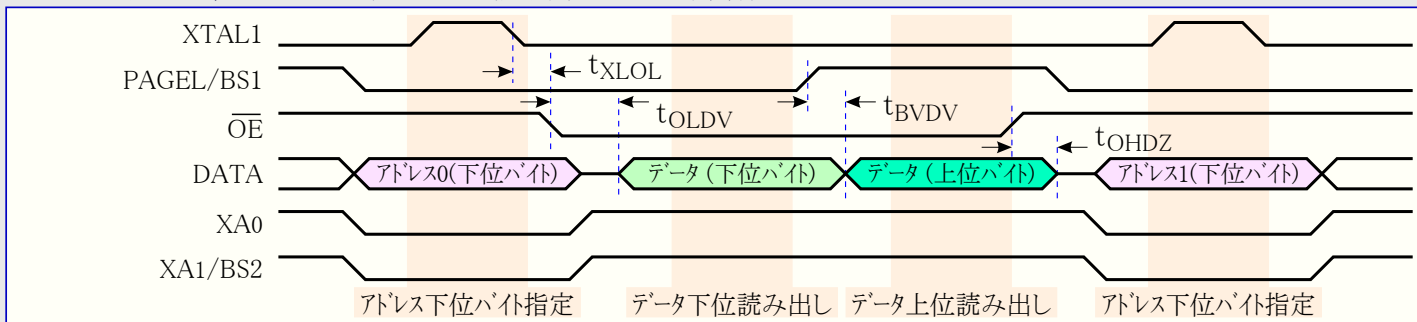 XTAL1
PAGEL/BS1
tXLOL
OE
tOLDV
tBVDV
tOHDZ
DATA
アドレス0(下位バイト)
データ (下位バイト)
データ (上位バイト)
アドレス1(下位バイト)
XA0
XA1/BS2
アドレス下位バイト指定
データ下位読み出し
データ上位読み出し
アドレス下位バイト指定